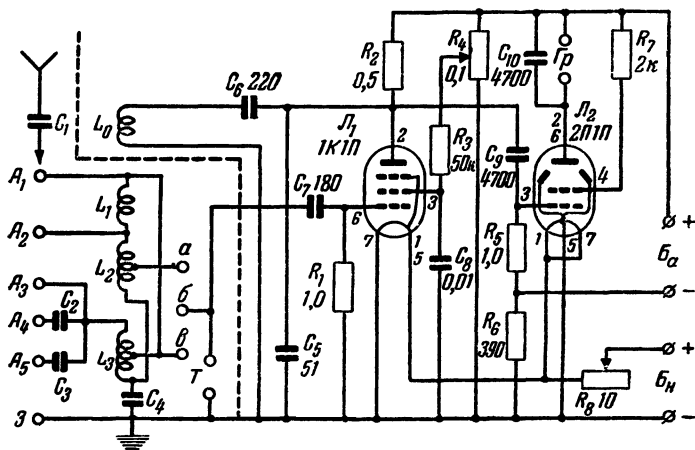 C₁
A₁
A₂
A₃
A₄
A₅
З
C₂
C₃
C₄
L₀
L₁
L₂
L₃
а
б
в
Т
C₆ 220
C₇ 180
R₁
1,0
C₅
51
R₂
0,5
Л₁
1К1П
2
6
3
7
1
5
R₄
0,1
R₃
50к
C₈
0,01
C₁₀
4700
Гр
R₇
2к
Л₂
2П1П
2
6
4
3
1
5
7
C₉
4700
R₅
1,0
R₆
390
R₈ 10
+
Ба
−
+
Бн
−